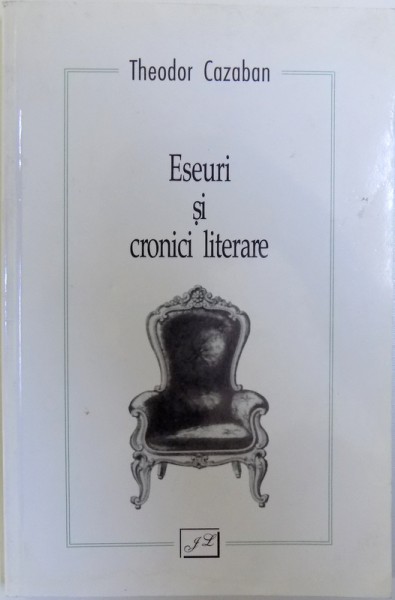 Theodor Cazaban
Eseuri
și
cronici literare
JL